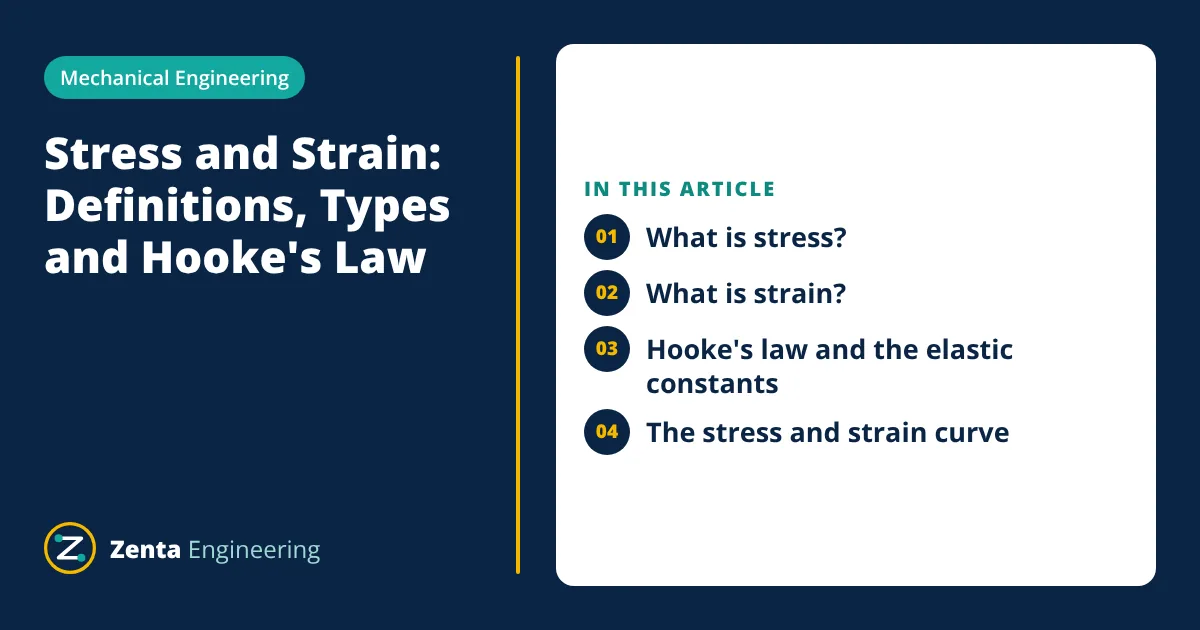 Mechanical Engineering
Stress and Strain:
Definitions, Types
and Hooke's Law
Zenta Engineering
IN THIS ARTICLE
01 What is stress?
02 What is strain?
03 Hooke's law and the elastic
constants
04 The stress and strain curve